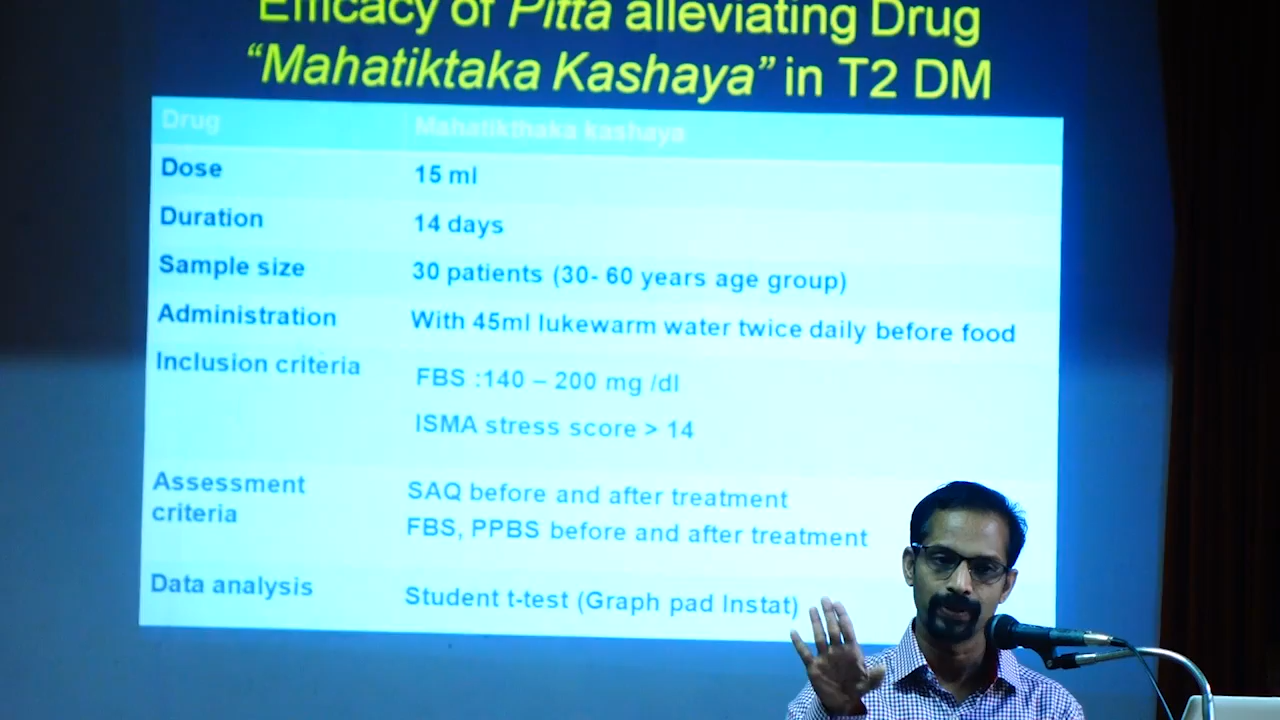 Efficacy of Pitta alleviating Drug
“Mahatiktaka Kashaya” in T2 DM
Drug Mahatikthaka kashaya
Dose 15 ml
Duration 14 days
Sample size 30 patients (30- 60 years age group)
Administration With 45ml lukewarm water twice daily before food
Inclusion criteria FBS :140 – 200 mg /dl
ISMA stress score > 14
Assessment criteria SAQ before and after treatment
FBS, PPBS before and after treatment
Data analysis Student t-test (Graph pad Instat)